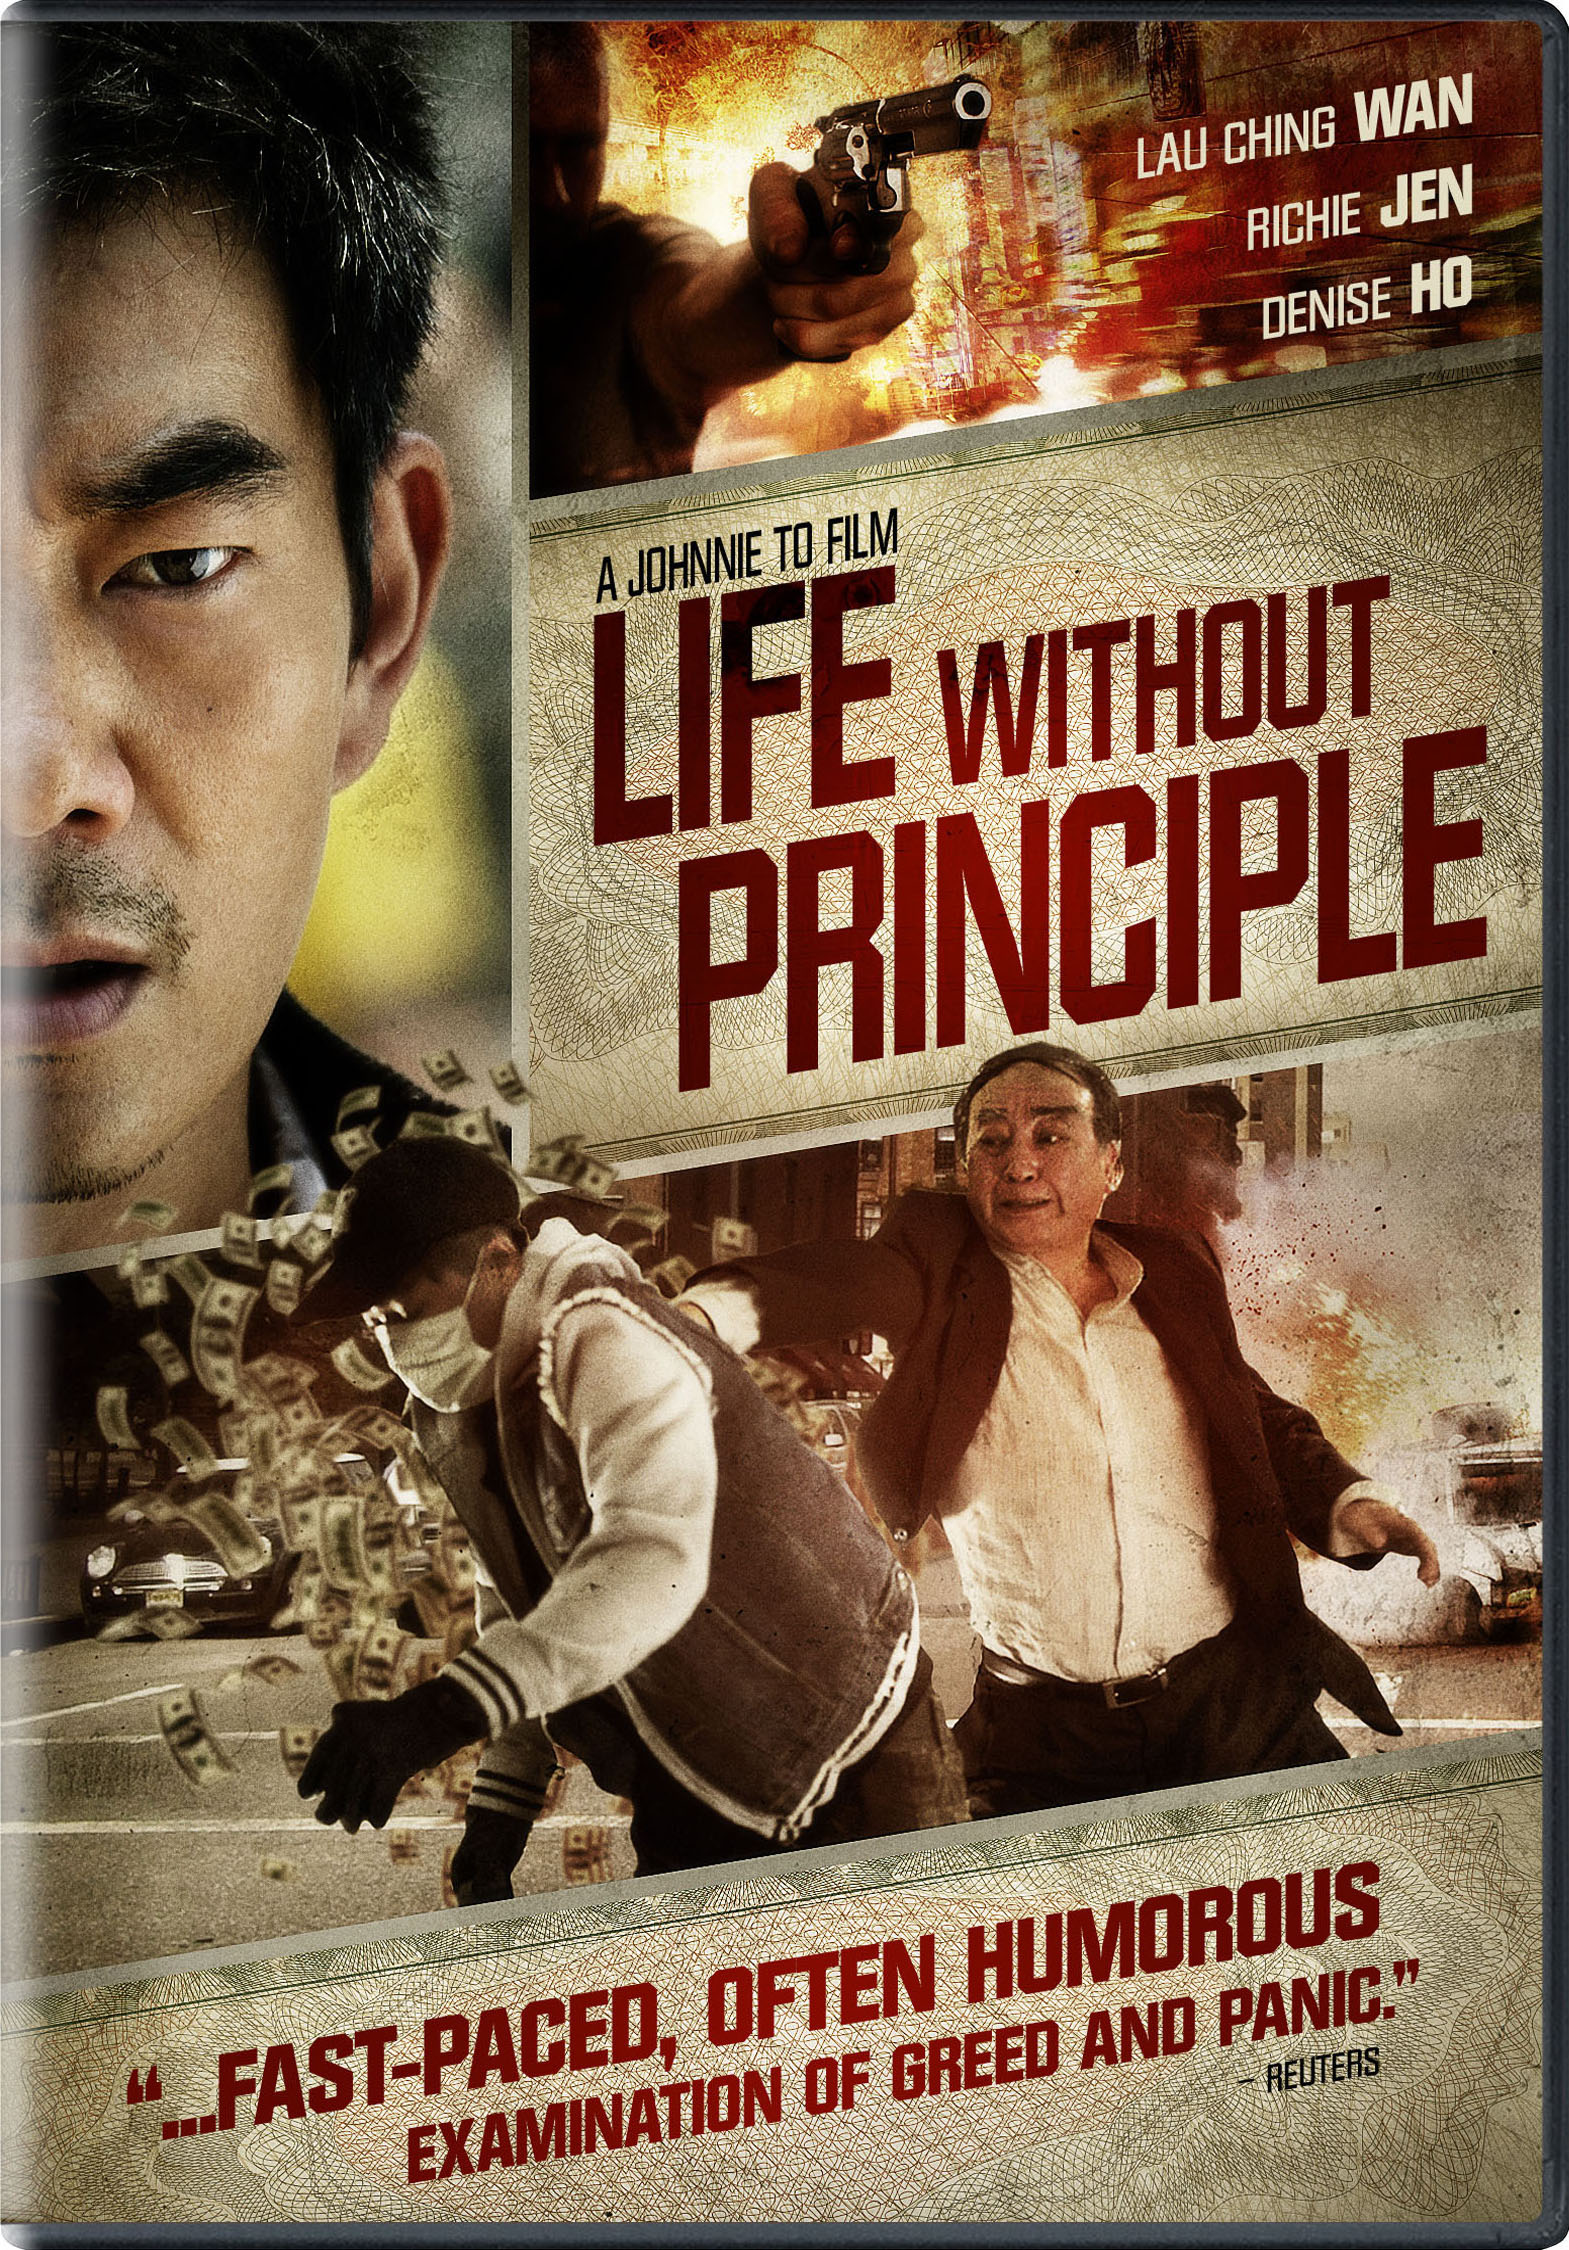 LAU CHING WAN
RICHIE JEN
DENISE HO
A JOHNNIE TO FILM
LIFE WITHOUT
PRINCIPLE
“...FAST-PACED, OFTEN HUMOROUS
EXAMINATION OF GREED AND PANIC.”
– REUTERS